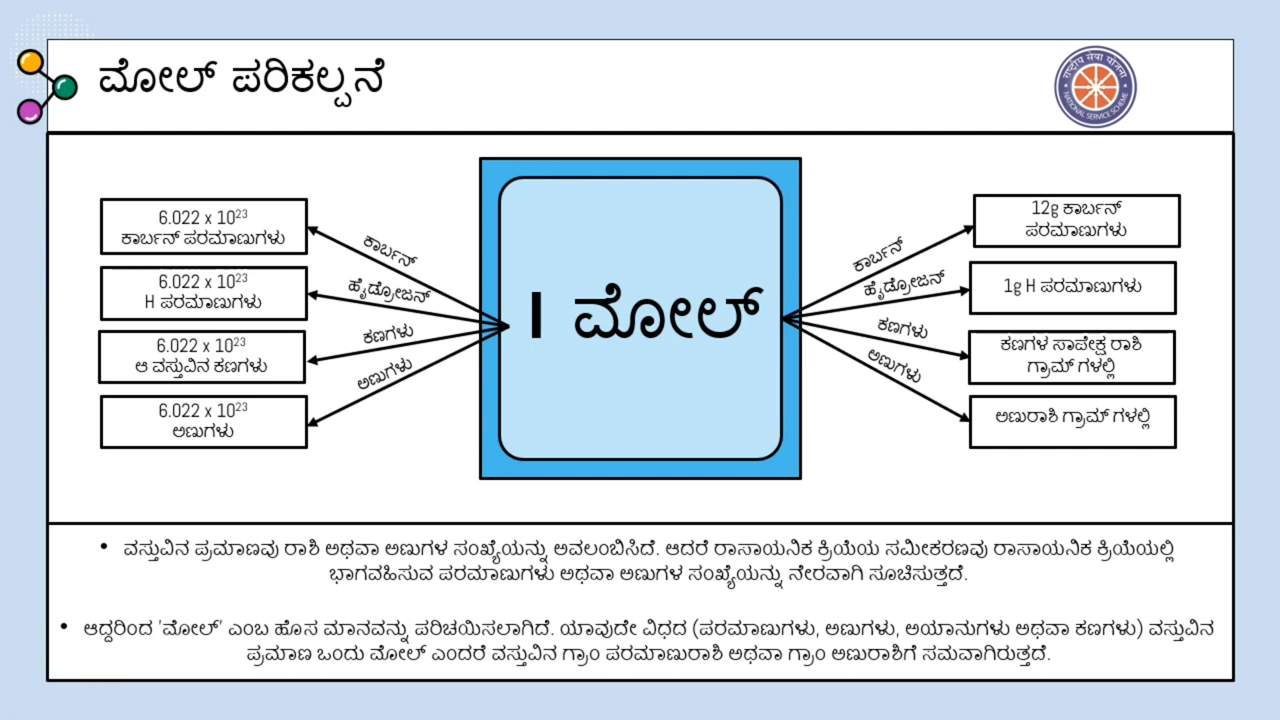 ಮೋಲ್ ಪರಿಕಲ್ಪನೆ
राष्ट्रीय सेवा योजना
NATIONAL SERVICE SCHEME
6.022 x 10²³
ಕಾರ್ಬನ್ ಪರಮಾಣುಗಳು
6.022 x 10²³
H ಪರಮಾಣುಗಳು
6.022 x 10²³
ಆ ವಸ್ತುವಿನ ಕಣಗಳು
6.022 x 10²³
ಅಣುಗಳು
ಕಾರ್ಬನ್
ಹೈಡ್ರೋಜನ್
ಕಣಗಳು
ಅಣುಗಳು
I ಮೋಲ್
ಕಾರ್ಬನ್
ಹೈಡ್ರೋಜನ್
ಕಣಗಳು
ಅಣುಗಳು
12g ಕಾರ್ಬನ್
ಪರಮಾಣುಗಳು
1g H ಪರಮಾಣುಗಳು
ಕಣಗಳ ಸಾಪೇಕ್ಷ ರಾಶಿ
ಗ್ರಾಮ್ ಗಳಲ್ಲಿ
ಅಣುರಾಶಿ ಗ್ರಾಮ್ ಗಳಲ್ಲಿ
• ವಸ್ತುವಿನ ಪ್ರಮಾಣವು ರಾಶಿ ಅಥವಾ ಅಣುಗಳ ಸಂಖ್ಯೆಯನ್ನು ಅವಲಂಬಿಸಿದೆ. ಆದರೆ ರಾಸಾಯನಿಕ ಕ್ರಿಯೆಯ ಸಮೀಕರಣವು ರಾಸಾಯನಿಕ ಕ್ರಿಯೆಯಲ್ಲಿ
ಭಾಗವಹಿಸುವ ಪರಮಾಣುಗಳು ಅಥವಾ ಅಣುಗಳ ಸಂಖ್ಯೆಯನ್ನು ನೇರವಾಗಿ ಸೂಚಿಸುತ್ತದೆ.
• ಆದ್ದರಿಂದ 'ಮೋಲ್' ಎಂಬ ಹೊಸ ಮಾನವನ್ನು ಪರಿಚಯಿಸಲಾಗಿದೆ. ಯಾವುದೇ ವಿಧದ (ಪರಮಾಣುಗಳು, ಅಣುಗಳು, ಅಯಾನುಗಳು ಅಥವಾ ಕಣಗಳು) ವಸ್ತುವಿನ
ಪ್ರಮಾಣ ಒಂದು ಮೋಲ್ ಎಂದರೆ ವಸ್ತುವಿನ ಗ್ರಾಂ ಪರಮಾಣುರಾಶಿ ಅಥವಾ ಗ್ರಾಂ ಅಣುರಾಶಿಗೆ ಸಮವಾಗಿರುತ್ತದೆ.